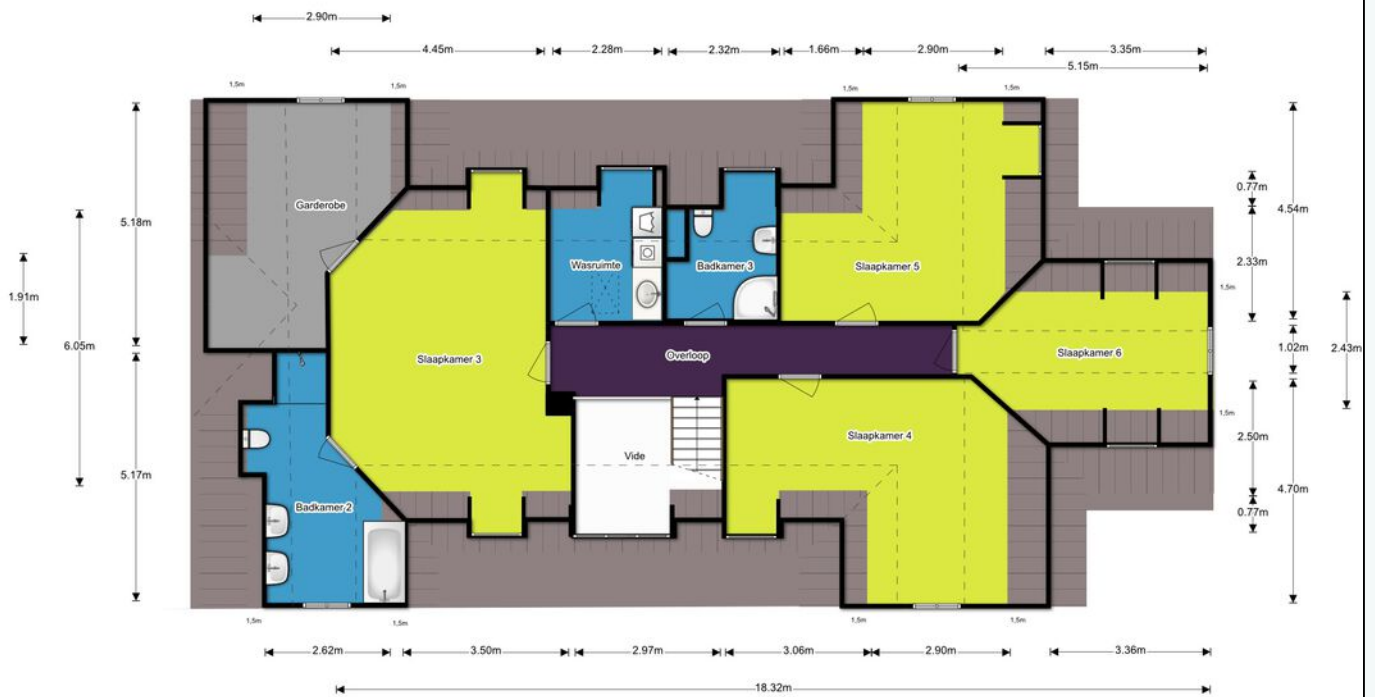 2.90m
4.45m
2.28m
2.32m
1.66m
2.90m
3.35m
5.15m
1,5m
1,5m
1,5m
1,5m
0.77m
Garderobe
5.18m
4.54m
2.33m
Wasruimte
Badkamer 3
Slaapkamer 5
1,5m
1.91m
6.05m
Slaapkamer 3
Overloop
Slaapkamer 6
1.02m
2.43m
1,5m
Slaapkamer 4
2.50m
Vide
5.17m
4.70m
Badkamer 2
0.77m
1,5m
1,5m
1,5m
1,5m
2.62m
3.50m
2.97m
3.06m
2.90m
3.36m
18.32m